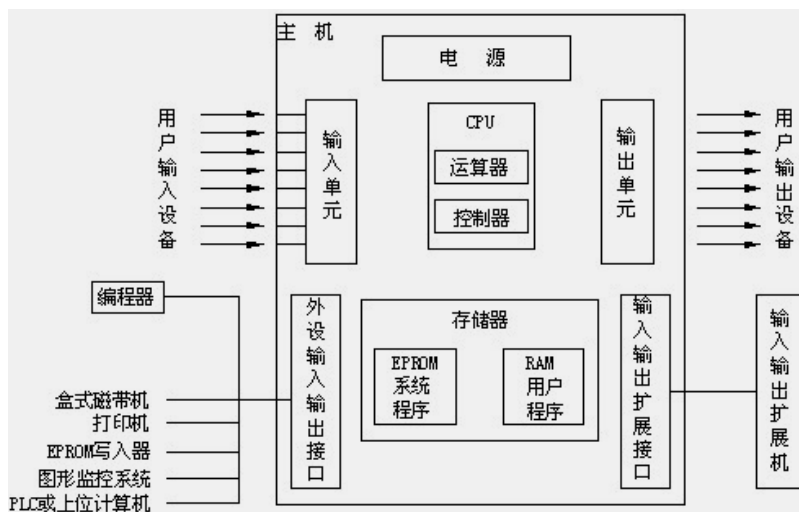 主 机
电 源
用户输入设备
输入单元
CPU
运算器
控制器
输出单元
用户输出设备
编程器
外设输入输出接口
存储器
EPROM
系统
程序
RAM
用户
程序
输入输出扩展接口
输入输出扩展机
盒式磁带机
打印机
EPROM写入器
图形监控系统
PLC或上位计算机